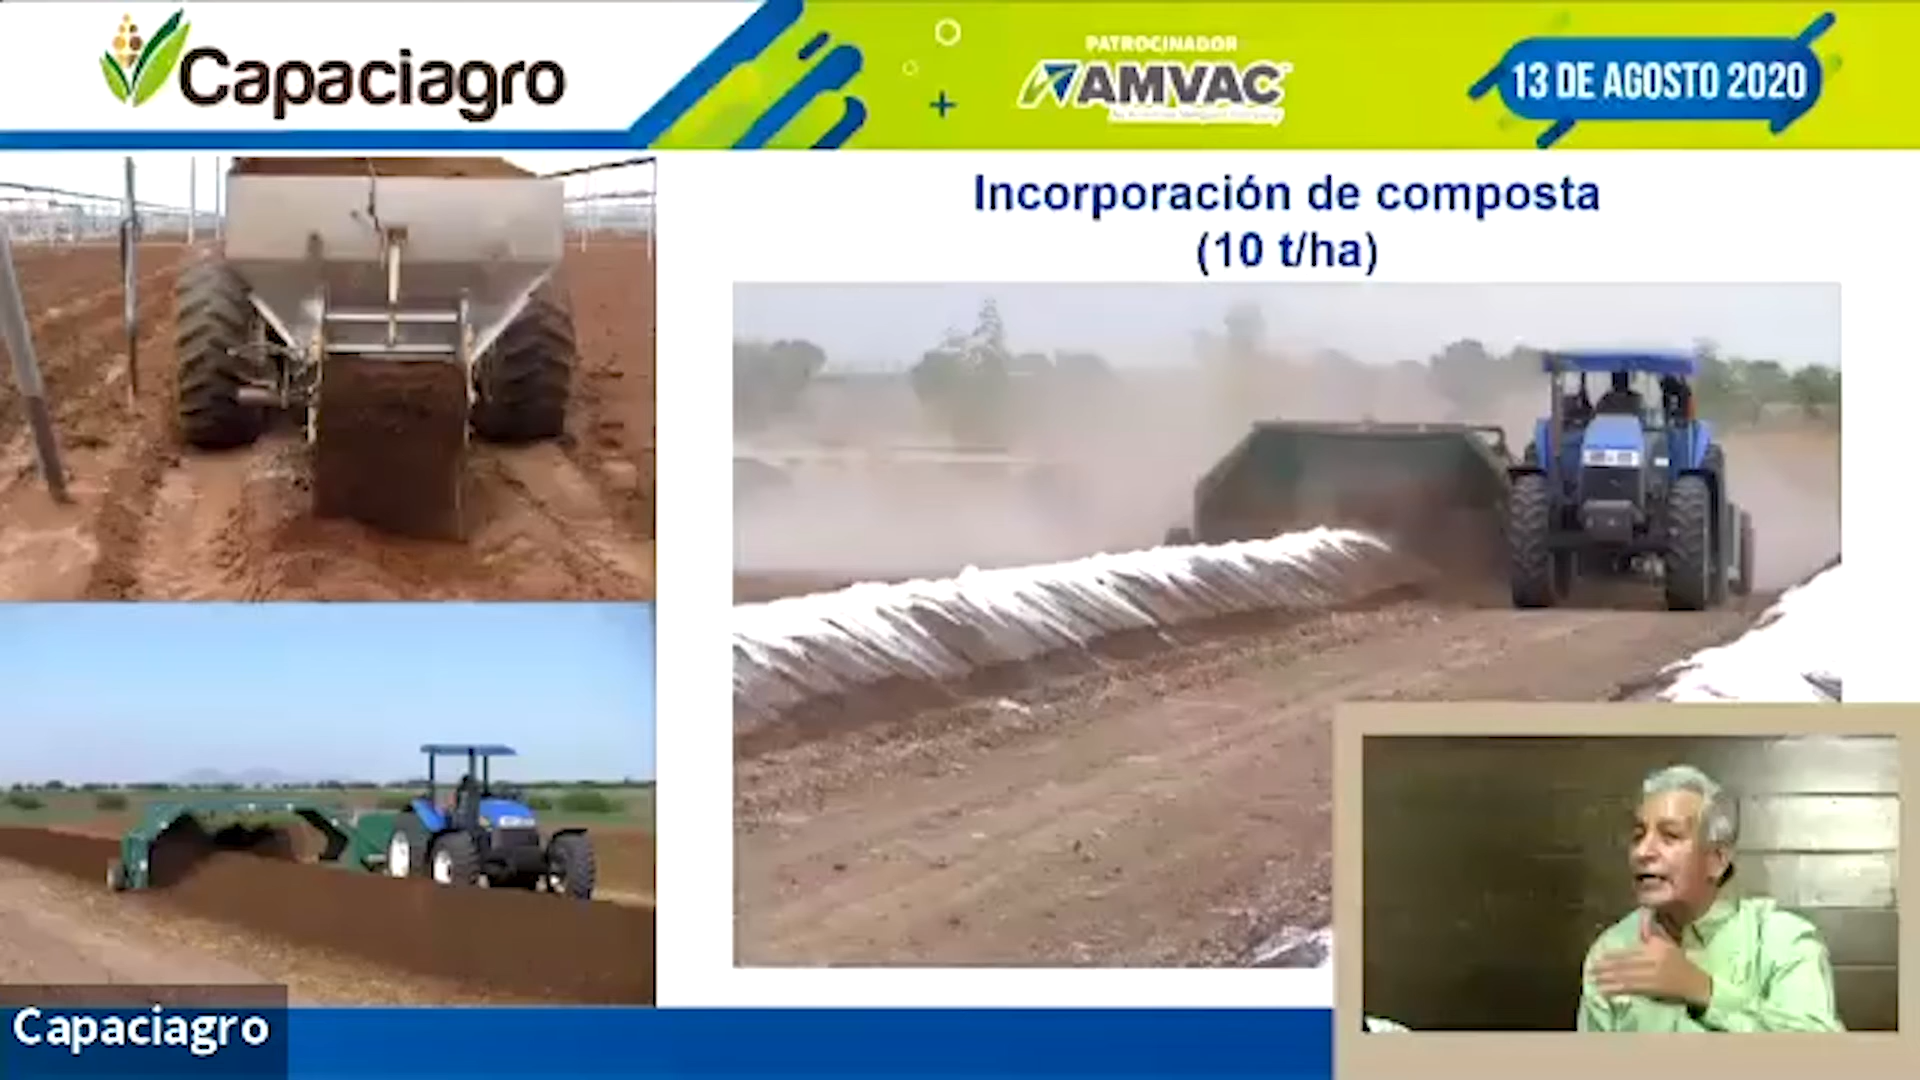 Capaciagro
PATROCINADOR
AMVAC
13 DE AGOSTO 2020
Incorporación de composta
(10 t/ha)
Capaciagro